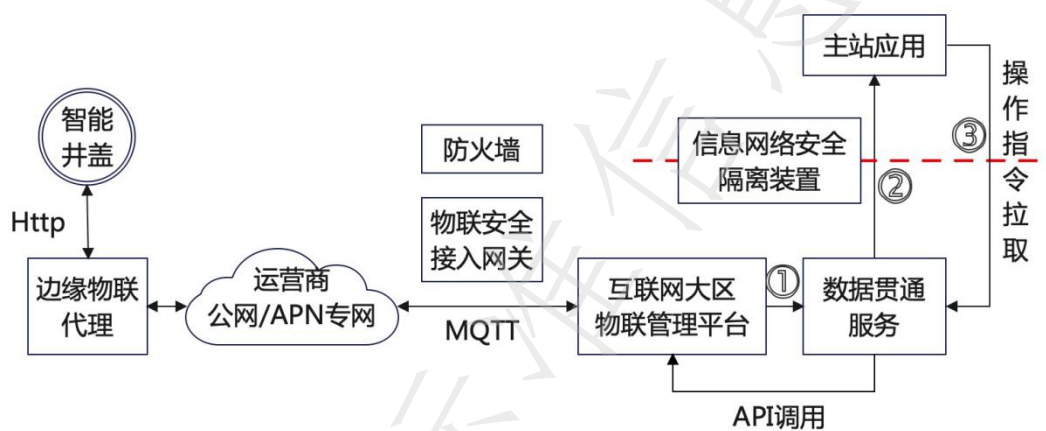 主站应用
智能
井盖
防火墙
信息网络安全
隔离装置
③
操
作
指
令
拉
取
②
Http
物联安全
接入网关
边缘物联
代理
运营商
公网/APN专网
MQTT
互联网大区
物联管理平台
①
数据贯通
服务
API调用